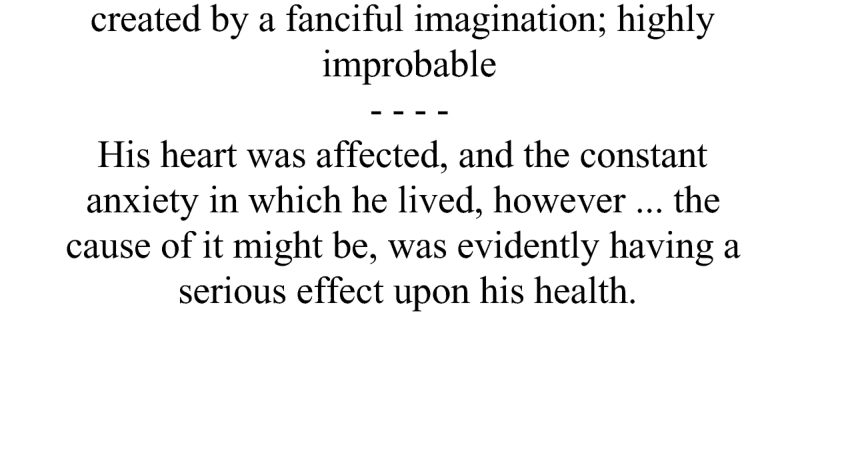 created by a fanciful imagination; highly
improbable
- - - -
His heart was affected, and the constant
anxiety in which he lived, however ... the
cause of it might be, was evidently having a
serious effect upon his health.